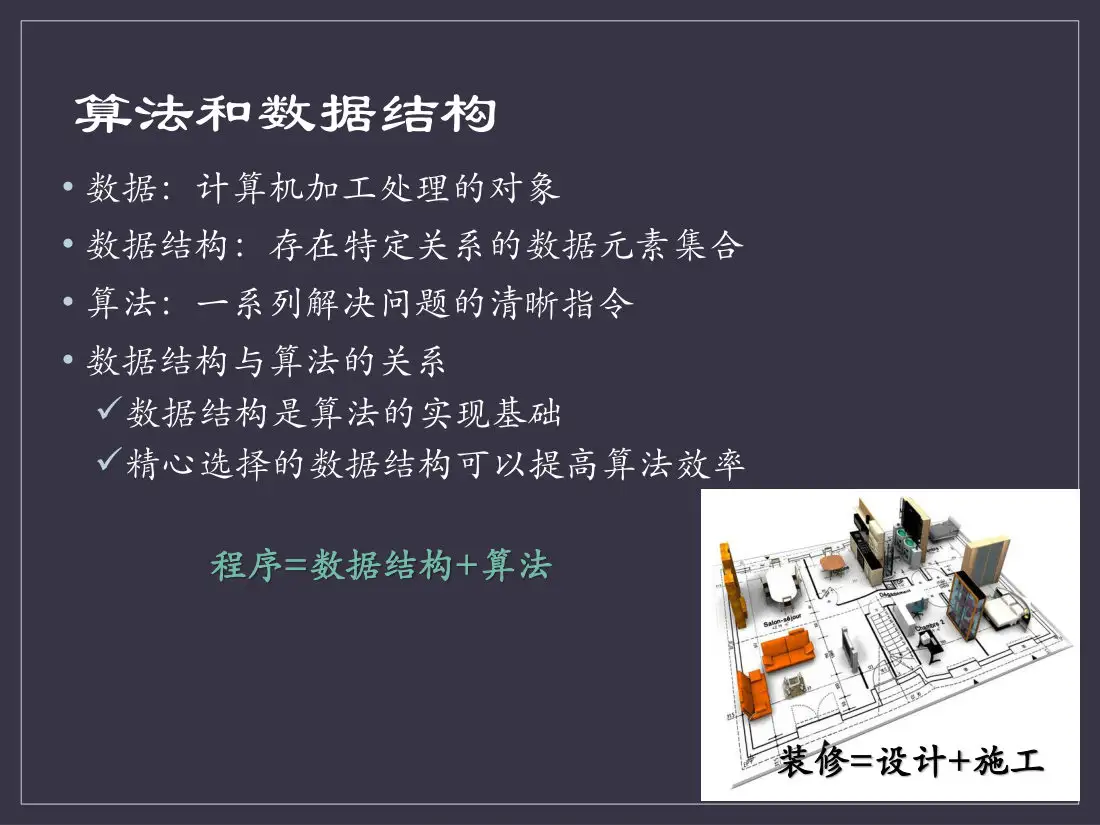 算法和数据结构
• 数据：计算机加工处理的对象
• 数据结构：存在特定关系的数据元素集合
• 算法：一系列解决问题的清晰指令
• 数据结构与算法的关系
✓数据结构是算法的实现基础
✓精心选择的数据结构可以提高算法效率
程序=数据结构+算法
Dégagement
Salon-séjour
Chambre 2
装修=设计+施工